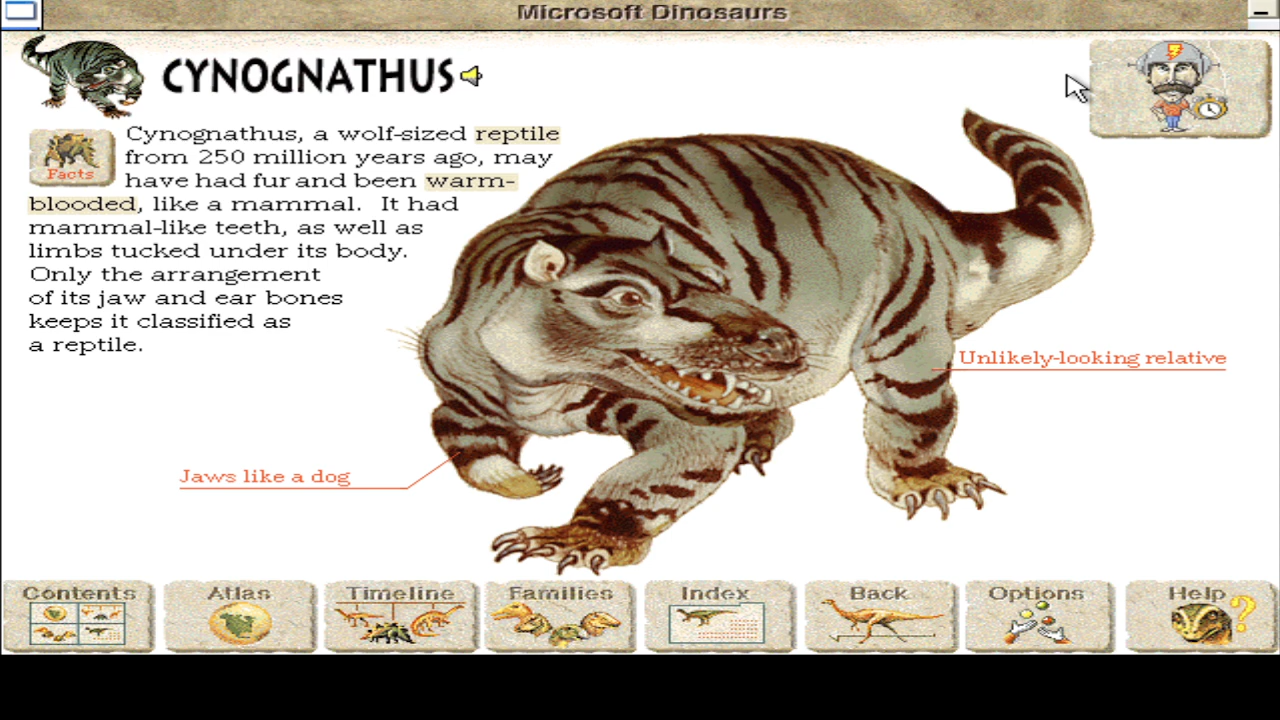 Microsoft Dinosaurs
CYNOGNATHUS
Cynognathus, a wolf-sized reptile
from 250 million years ago, may
have had fur and been warm-
blooded, like a mammal. It had
mammal-like teeth, as well as
limbs tucked under its body.
Only the arrangement
of its jaw and ear bones
keeps it classified as
a reptile.
Facts
Unlikely-looking relative
Jaws like a dog
Contents
Atlas
Timeline
Families
Index
Back
Options
Help